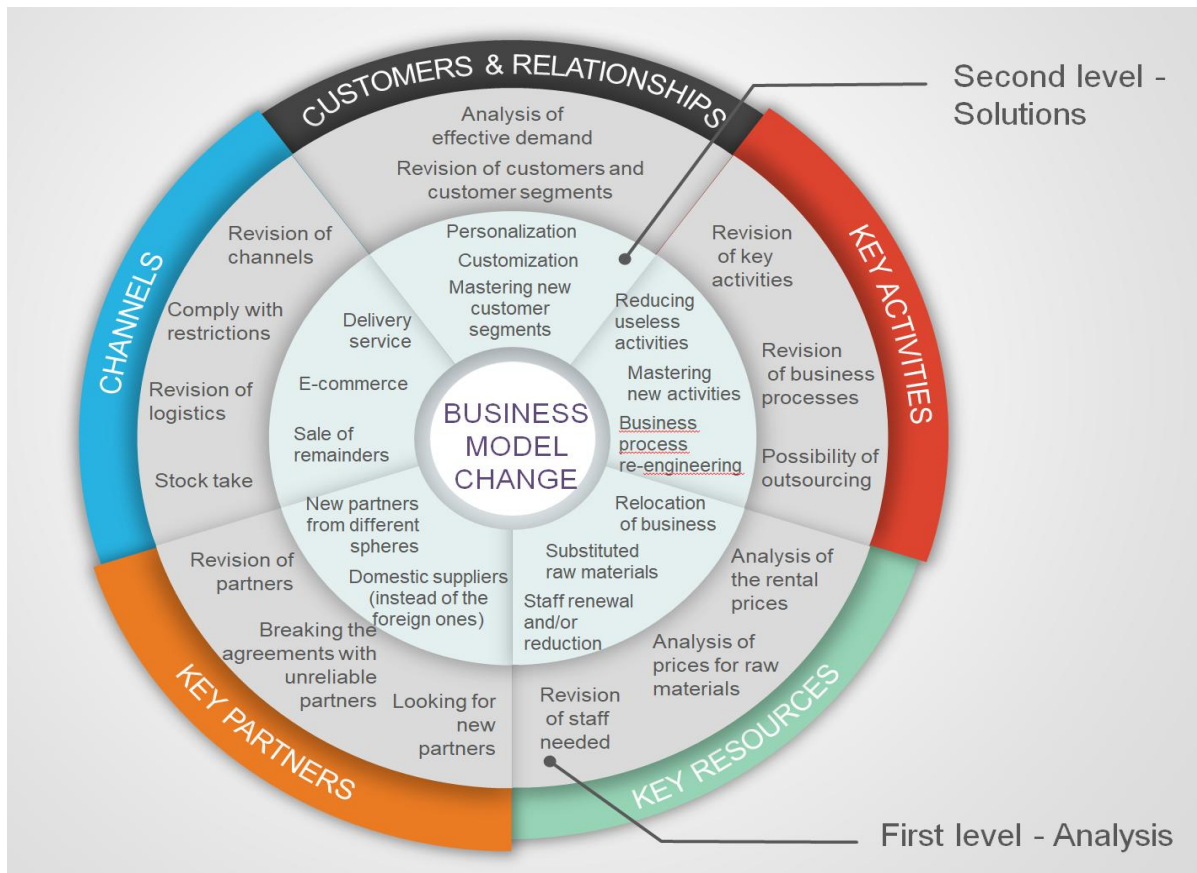 CUSTOMERS & RELATIONSHIPS
Analysis of
effective demand
Revision of customers and
customer segments
Personalization
Customization
Mastering new
customer
segments
Second level -
Solutions
KEY ACTIVITIES
Revision
of key
activities
Revision
of business
processes
Possibility of
outsourcing
Reducing
useless
activities
Mastering
new activities
Business
process
re-engineering
CHANNELS
Revision of
channels
Comply with
restrictions
Revision of
logistics
Stock take
Delivery
service
E-commerce
Sale of
remainders
BUSINESS
MODEL
CHANGE
New partners
from different
spheres
Domestic suppliers
(instead of the
foreign ones)
Revision of
partners
Breaking the
agreements with
unreliable
partners
Looking for
new
partners
KEY PARTNERS
Relocation
of business
Substituted
raw materials
Staff renewal
and/or
reduction
Analysis of
the rental
prices
Analysis of
prices for raw
materials
Revision
of staff
needed
KEY RESOURCES
First level - Analysis